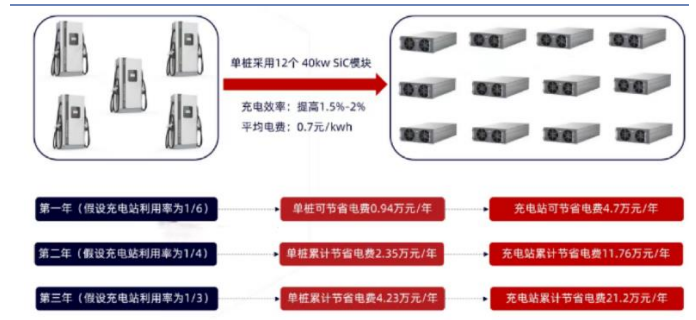 单桩采用12个 40kw SiC模块
充电效率：提高1.5%-2%
平均电费：0.7元/kwh
第一年（假设充电站利用率为1/6）
单桩可节省电费0.94万元/年
充电站可节省电费4.7万元/年
第二年（假设充电站利用率为1/4）
单桩累计节省电费2.35万元/年
充电站累计节省电费11.76万元/年
第三年（假设充电站利用率为1/3）
单桩累计节省电费4.23万元/年
充电站累计节省电费21.2万元/年